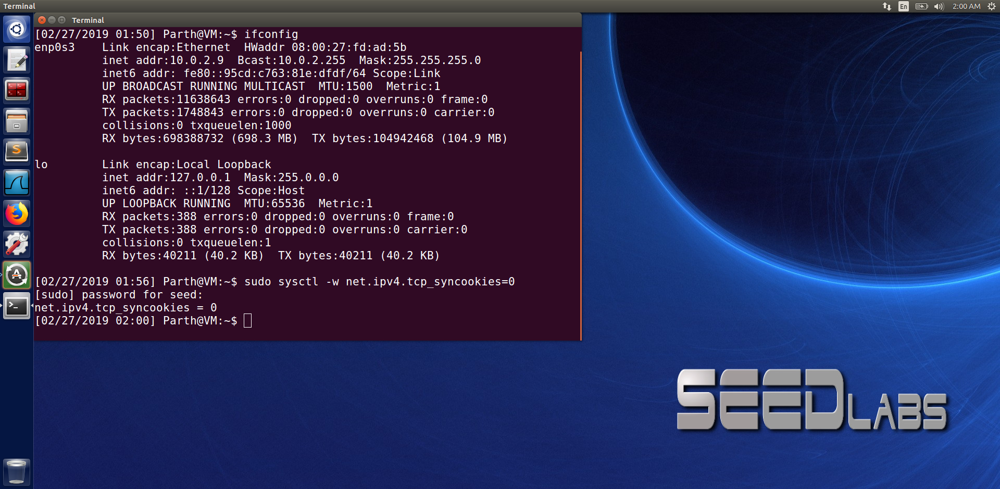 Terminal
En
2:00 AM
Terminal
[02/27/2019 01:50] Parth@VM:~$ ifconfig
enp0s3    Link encap:Ethernet  HWaddr 08:00:27:fd:ad:5b
          inet addr:10.0.2.9  Bcast:10.0.2.255  Mask:255.255.255.0
          inet6 addr: fe80::95cd:c763:81e:dfdf/64 Scope:Link
          UP BROADCAST RUNNING MULTICAST  MTU:1500  Metric:1
          RX packets:11638643 errors:0 dropped:0 overruns:0 frame:0
          TX packets:1748843 errors:0 dropped:0 overruns:0 carrier:0
          collisions:0 txqueuelen:1000
          RX bytes:698388732 (698.3 MB)  TX bytes:104942468 (104.9 MB)
lo        Link encap:Local Loopback
          inet addr:127.0.0.1  Mask:255.0.0.0
          inet6 addr: ::1/128 Scope:Host
          UP LOOPBACK RUNNING  MTU:65536  Metric:1
          RX packets:388 errors:0 dropped:0 overruns:0 frame:0
          TX packets:388 errors:0 dropped:0 overruns:0 carrier:0
          collisions:0 txqueuelen:1
          RX bytes:40211 (40.2 KB)  TX bytes:40211 (40.2 KB)
[02/27/2019 01:56] Parth@VM:~$ sudo sysctl -w net.ipv4.tcp_syncookies=0
[sudo] password for seed:
net.ipv4.tcp_syncookies = 0
[02/27/2019 02:00] Parth@VM:~$
SEEDLABS